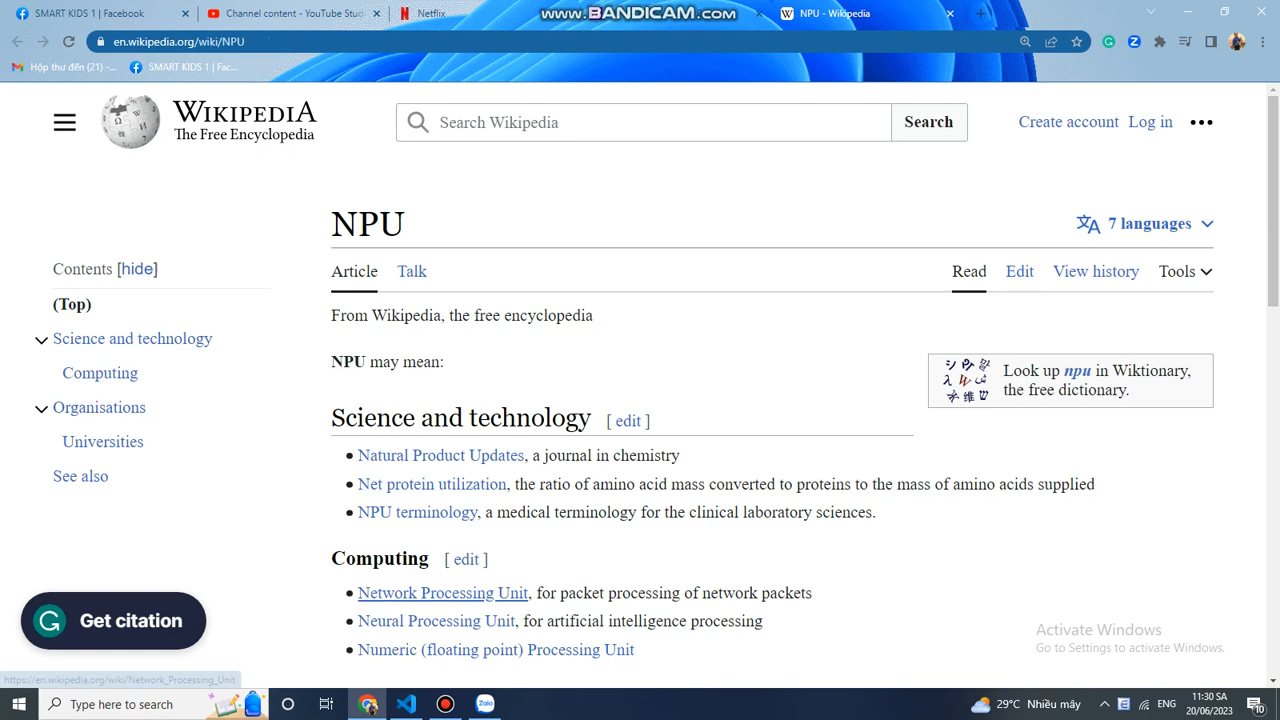 SMART KIDS 1 | Facebook
Channel content - YouTube Stud
Netflix
www.BANDICAM.com
NPU - Wikipedia
en.wikipedia.org/wiki/NPU
Hộp thư đến (21) -...
SMART KIDS 1 | Fac...
WIKIPEDIA
The Free Encyclopedia
Search Wikipedia
Search
Create account
Log in
NPU
7 languages
Contents [hide]
Article
Talk
Read
Edit
View history
Tools
(Top)
From Wikipedia, the free encyclopedia
Science and technology
Computing
Organisations
Universities
See also
NPU may mean:
Look up npu in Wiktionary,
the free dictionary.
Science and technology [ edit ]
• Natural Product Updates, a journal in chemistry
• Net protein utilization, the ratio of amino acid mass converted to proteins to the mass of amino acids supplied
• NPU terminology, a medical terminology for the clinical laboratory sciences.
Computing [ edit ]
• Network Processing Unit, for packet processing of network packets
• Neural Processing Unit, for artificial intelligence processing
• Numeric (floating point) Processing Unit
Get citation
Activate Windows
Go to Settings to activate Windows.
https://en.wikipedia.org/wiki/Network_Processing_Unit
Type here to search
Zalo
29°C Nhiều mây
ENG
11:30 SA
20/06/2023
10